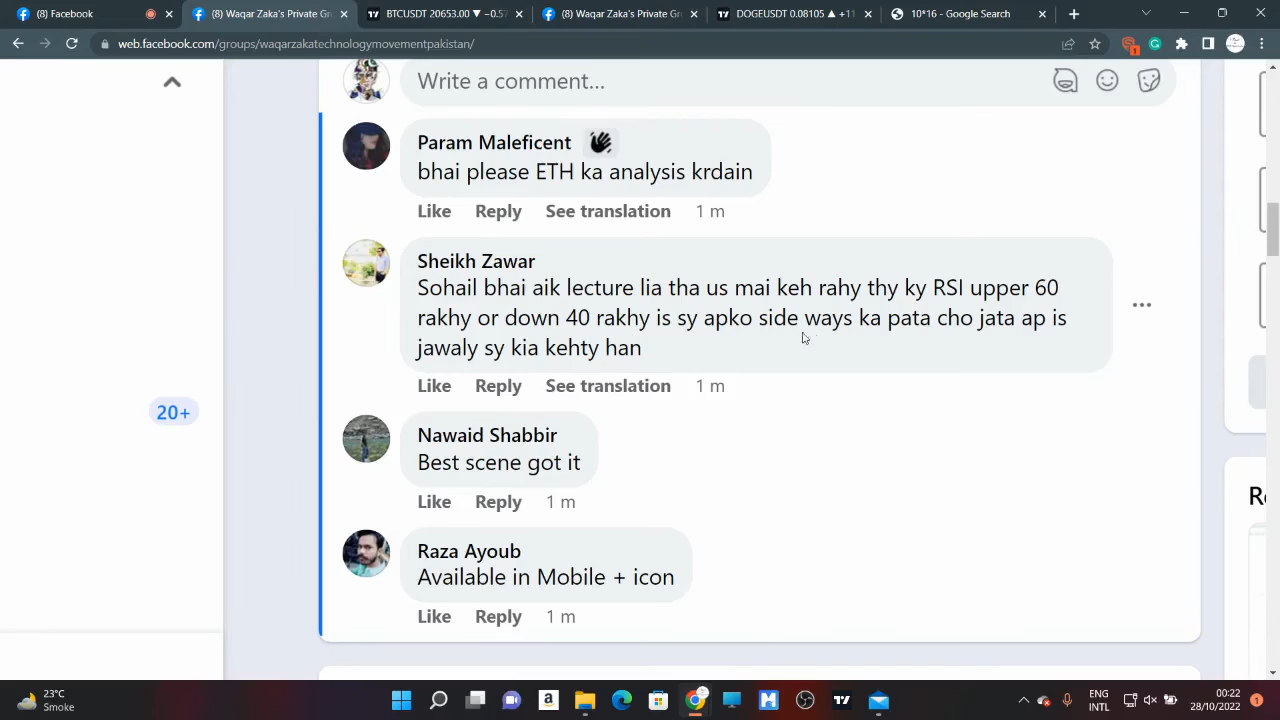 (8) Facebook
(8) Waqar Zaka's Private Gro
BTCUSDT 20653.00 ▼ −0.5
(8) Waqar Zaka's Private Gro
DOGEUSDT 0.08105 ▲ +11
10*16 - Google Search
web.facebook.com/groups/waqarzakatechnologymovementpakistan/
Write a comment...
Param Maleficent
bhai please ETH ka analysis krdain
Like Reply See translation 1 m
Sheikh Zawar
Sohail bhai aik lecture lia tha us mai keh rahy thy ky RSI upper 60
rakhy or down 40 rakhy is sy apko side ways ka pata cho jata ap is
jawaly sy kia kehty han
Like Reply See translation 1 m
20+
Nawaid Shabbir
Best scene got it
Like Reply 1 m
Raza Ayoub
Available in Mobile + icon
Like Reply 1 m
23°C
Smoke
ENG
INTL
00:22
28/10/2022
1